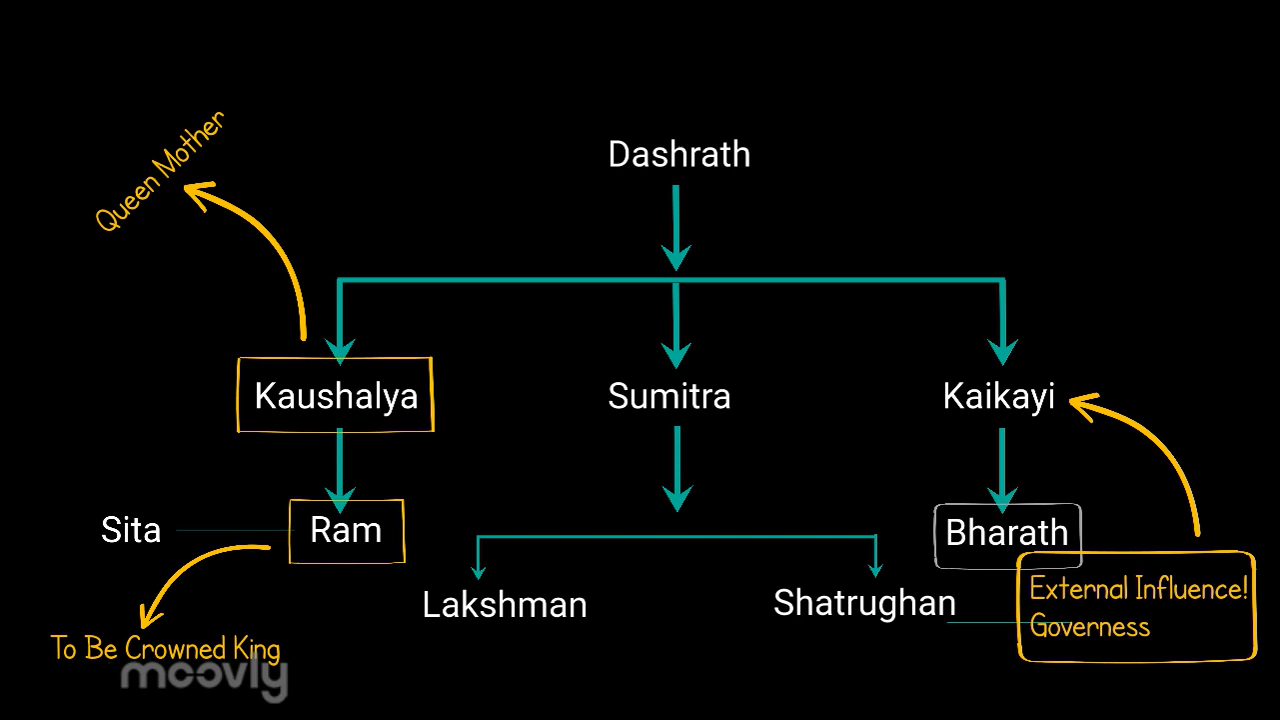 Queen Mother
Dashrath
Kaushalya
Sumitra
Kaikayi
Sita
Ram
Bharath
Lakshman
Shatrughan
External Influence!
Governess
To Be Crowned King
moovly